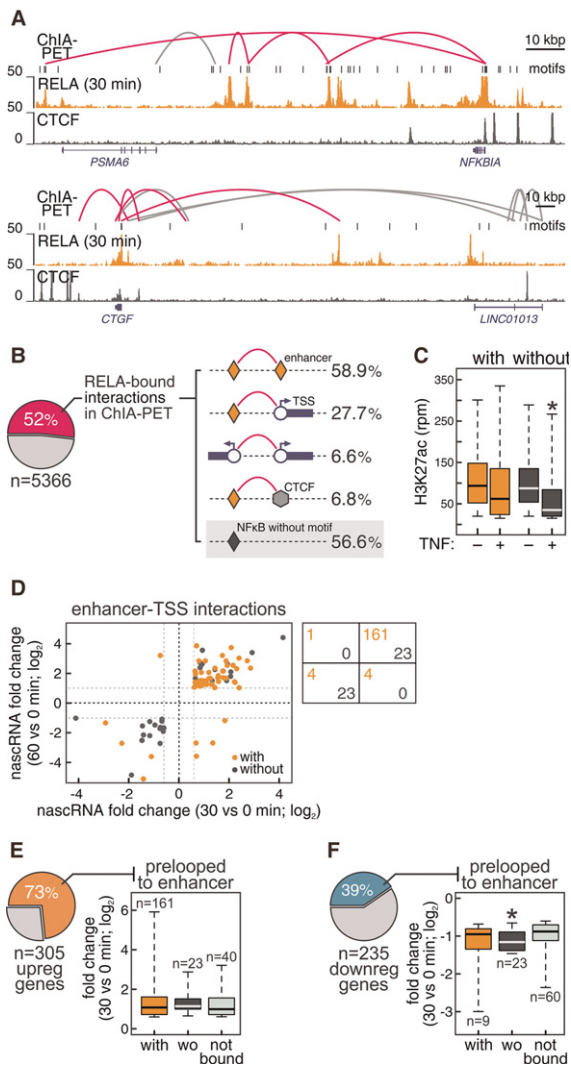 A
ChIA-
PET
10 kbp
motifs
50
RELA (30 min)
50
CTCF
0
PSMA6
NFKBIA
ChIA-
PET
10 kbp
motifs
50
RELA (30 min)
50
CTCF
0
CTGF
LINC01013
B
52%
n=5366
RELA-bound
interactions
in ChIA-PET
enhancer
58.9%
TSS
27.7%
6.6%
CTCF
6.8%
NFκB without motif
56.6%
C
with without
H3K27ac (rpm)
350
250
150
50
*
TNF: – + – +
D
enhancer-TSS interactions
nascRNA fold change
(60 vs 0 min; log2)
4
2
0
-2
-4
with
without
-4 -2 0 2 4
nascRNA fold change (30 vs 0 min; log2)
1
0
161
23
4
23
4
0
E
73%
n=305
upreg
genes
prelooped
to enhancer
fold change
(30 vs 0 min; log2)
6
4
2
0
n=161
n=23
n=40
with wo not
bound
F
39%
n=235
downreg
genes
prelooped
to enhancer
fold change
(30 vs 0 min; log2)
0
-1
-2
-3
*
n=9
n=23
n=60
with wo not
bound